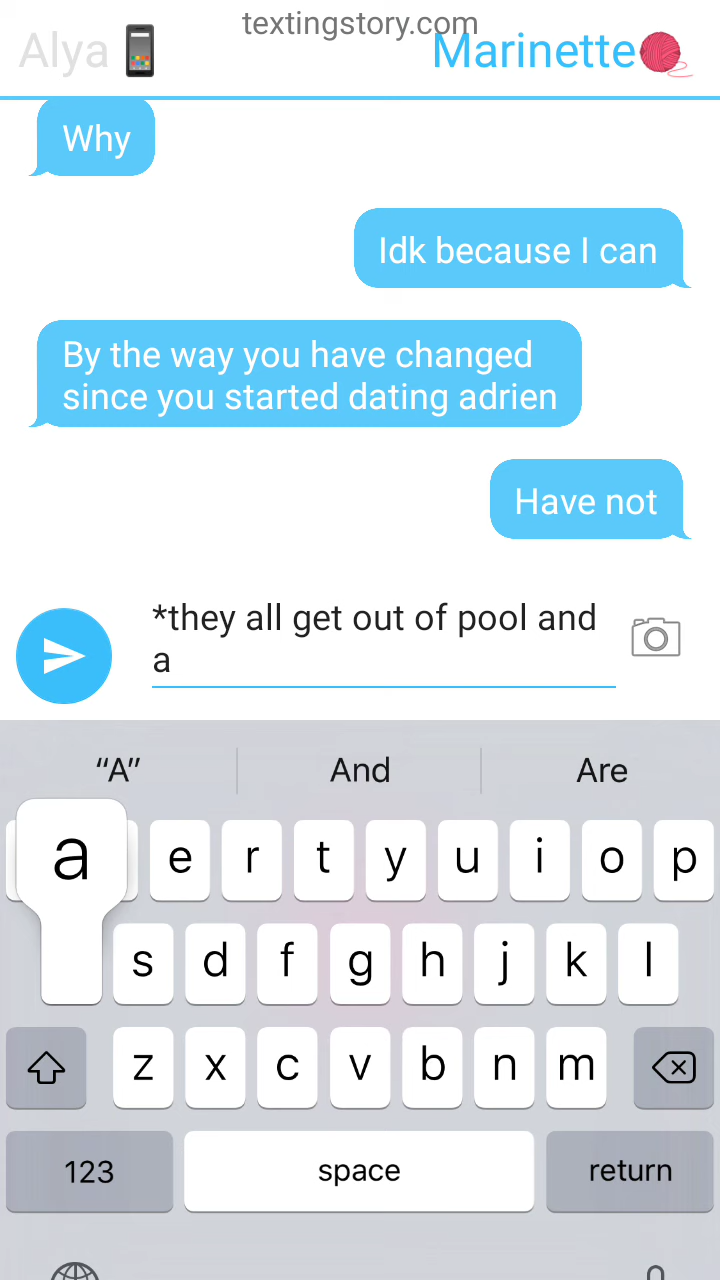 textingstory.com
Alya
Marinette
Why
Idk because I can
By the way you have changed
since you started dating adrien
Have not
*they all get out of pool and
a
“A” And Are
a e r t y u i o p
s d f g h j k l
z x c v b n m
123 space return